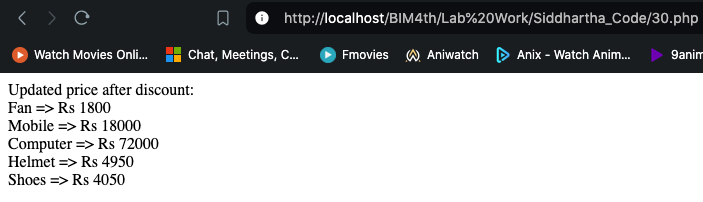 http://localhost/BIM4th/Lab%20Work/Siddhartha_Code/30.php
Watch Movies Onli... Chat, Meetings, C... Fmovies Aniwatch Anix - Watch Anim... 9anim
Updated price after discount:
Fan => Rs 1800
Mobile => Rs 18000
Computer => Rs 72000
Helmet => Rs 4950
Shoes => Rs 4050